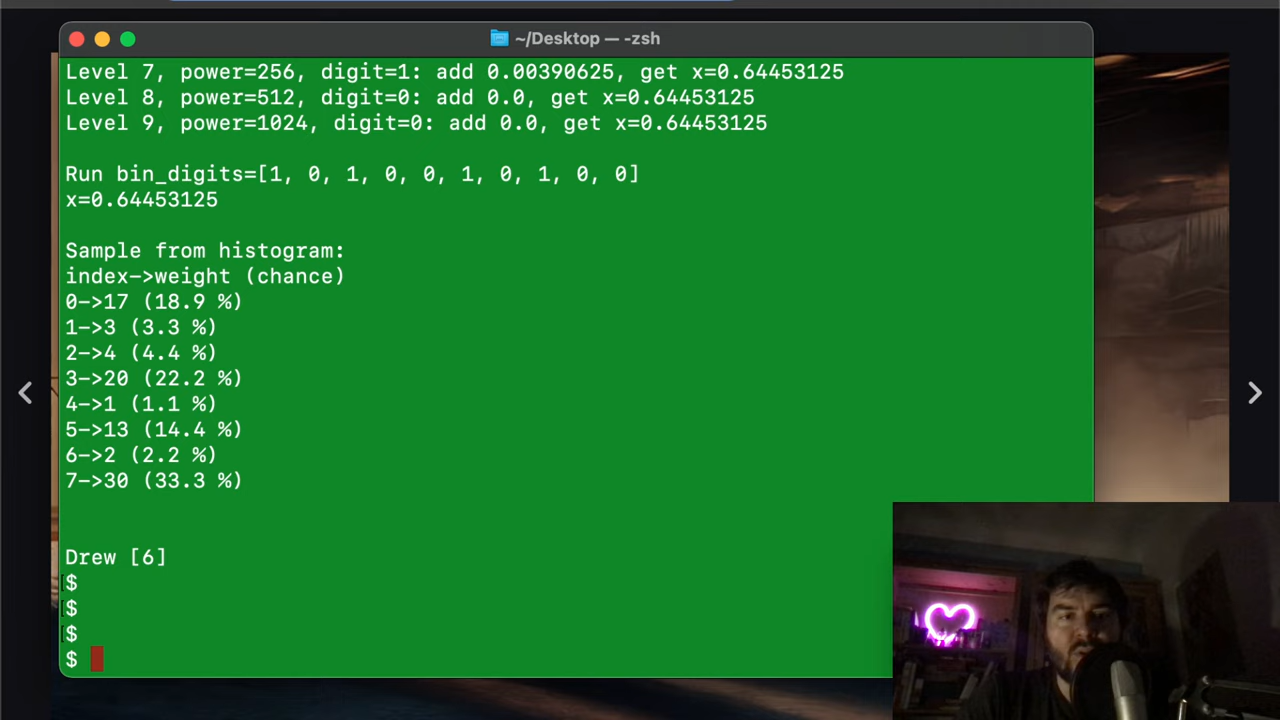 ~/Desktop — -zsh
Level 7, power=256, digit=1: add 0.00390625, get x=0.64453125
Level 8, power=512, digit=0: add 0.0, get x=0.64453125
Level 9, power=1024, digit=0: add 0.0, get x=0.64453125
Run bin_digits=[1, 0, 1, 0, 0, 1, 0, 1, 0, 0]
x=0.64453125
Sample from histogram:
index->weight (chance)
0->17 (18.9 %)
1->3 (3.3 %)
2->4 (4.4 %)
3->20 (22.2 %)
4->1 (1.1 %)
5->13 (14.4 %)
6->2 (2.2 %)
7->30 (33.3 %)
Drew [6]
$
$
$
$